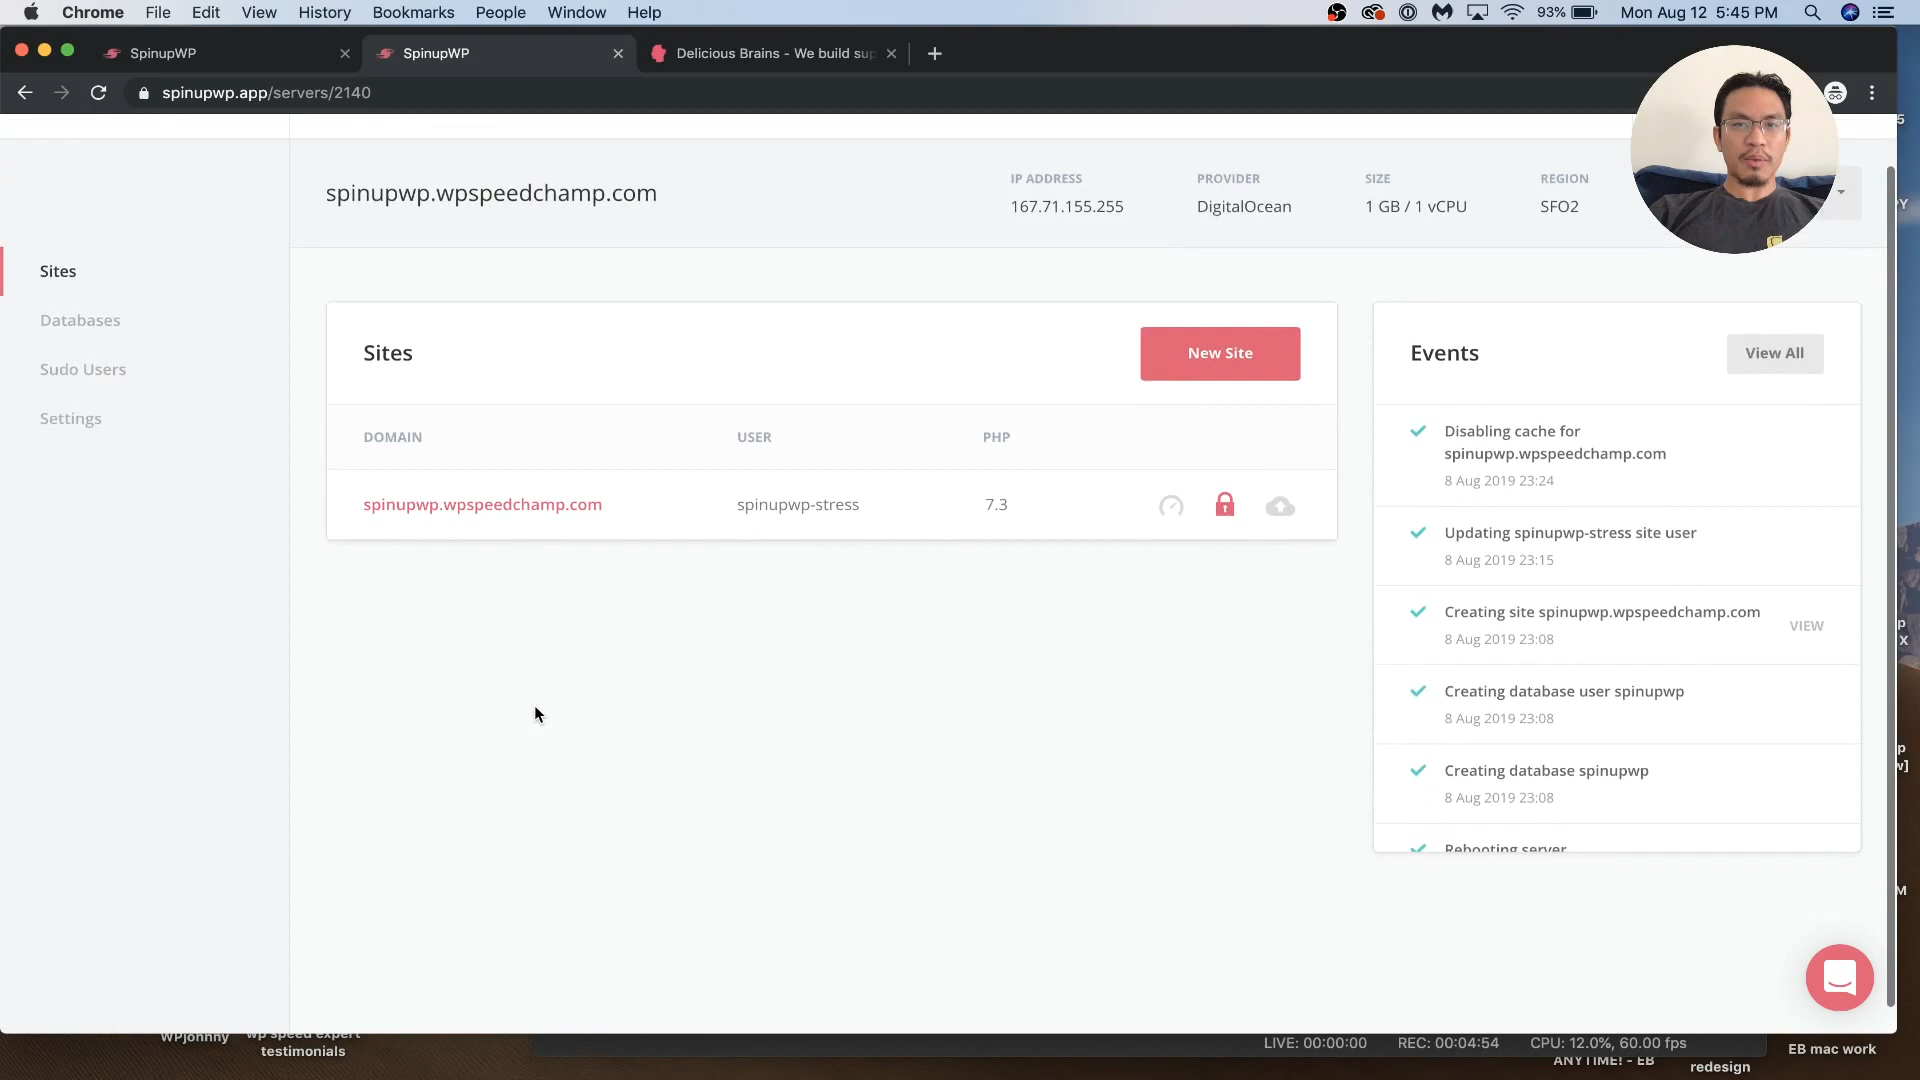 Chrome File Edit View History Bookmarks People Window Help 93% Mon Aug 12 5:45 PM
SpinupWP
SpinupWP
Delicious Brains - We build sup
spinupwp.app/servers/2140
spinupwp.wpspeedchamp.com
IP ADDRESS
167.71.155.255
PROVIDER
DigitalOcean
SIZE
1 GB / 1 vCPU
REGION
SFO2
Sites
Databases
Sudo Users
Settings
Sites
New Site
DOMAIN USER PHP
spinupwp.wpspeedchamp.com spinupwp-stress 7.3
Events
View All
Disabling cache for
spinupwp.wpspeedchamp.com
8 Aug 2019 23:24
Updating spinupwp-stress site user
8 Aug 2019 23:15
Creating site spinupwp.wpspeedchamp.com
8 Aug 2019 23:08
VIEW
Creating database user spinupwp
8 Aug 2019 23:08
Creating database spinupwp
8 Aug 2019 23:08
Rebooting server
WPjohnny
wp speed expert
testimonials
LIVE: 00:00:00 REC: 00:04:54 CPU: 12.0%, 60.00 fps
ANYTIME! - EB
redesign
EB mac work